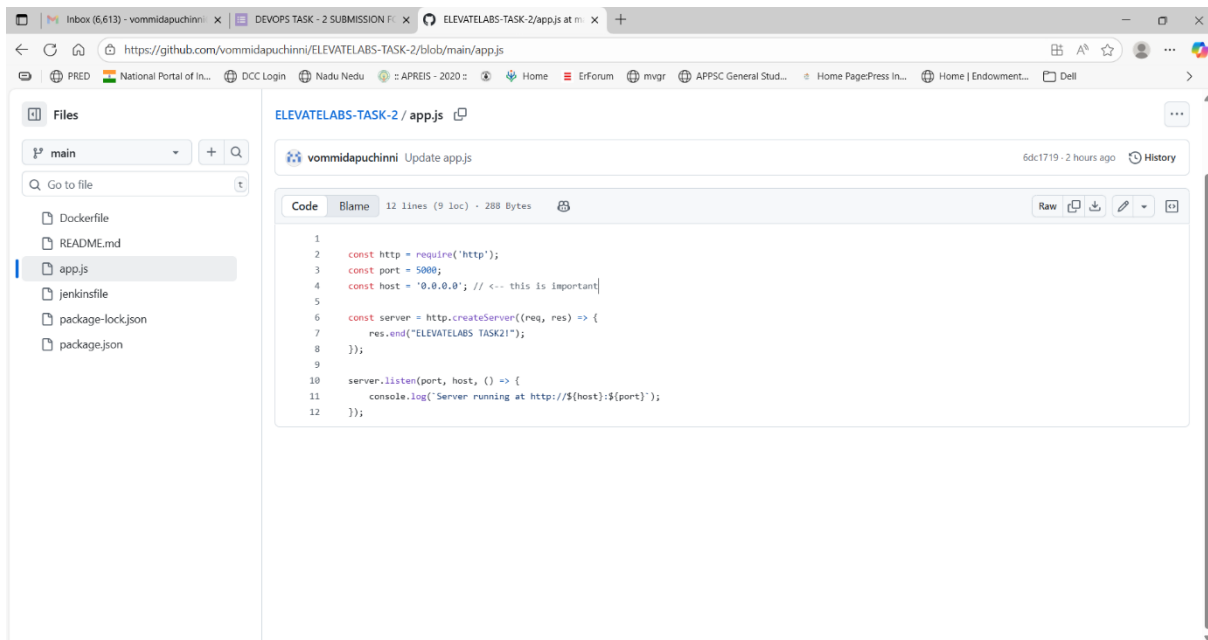 Inbox (6,613) - vommidapuchinni
DEVOPS TASK - 2 SUBMISSION FO
ELEVATELABS-TASK-2/app.js at m
https://github.com/vommidapuchinni/ELEVATELABS-TASK-2/blob/main/app.js
PRED
National Portal of In...
DCC Login
Nadu Nedu
:: APREIS - 2020 ::
Home
ErForum
mvgr
APPSC General Stud...
Home Page:Press In...
Home | Endowment...
Dell
Files
ELEVATELABS-TASK-2 / app.js
main
vommidapuchinni Update app.js
6dc1719 · 2 hours ago
History
Go to file
t
Code
Blame
12 lines (9 loc) · 288 Bytes
Raw
Dockerfile
README.md
app.js
jenkinsfile
package-lock.json
package.json
1
2 const http = require('http');
3 const port = 5000;
4 const host = '0.0.0.0'; // <-- this is important
5
6 const server = http.createServer((req, res) => {
7 res.end("ELEVATELABS TASK2!");
8 });
9
10 server.listen(port, host, () => {
11 console.log(`Server running at http://${host}:${port}`);
12 });